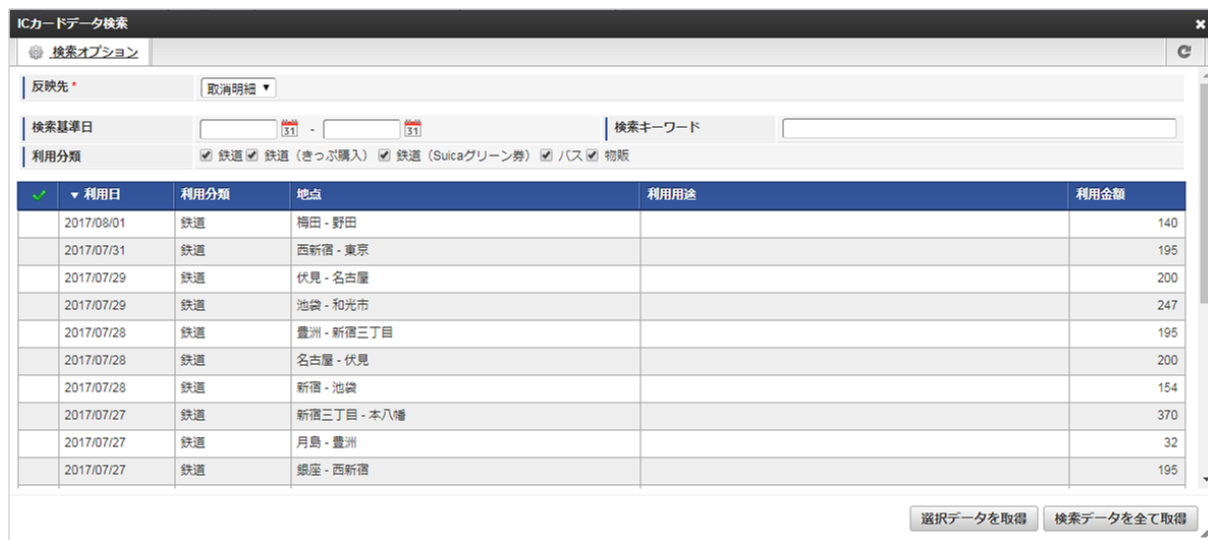 ICカードデータ検索
検索オプション
反映先 * 取消明細 ▼
検索基準日 31 - 31 検索キーワード
利用分類 鉄道 鉄道（きっぷ購入） 鉄道（Suicaグリーン券） バス 物販
▼ 利用日 利用分類 地点 利用用途 利用金額
2017/08/01 鉄道 梅田 - 野田 140
2017/07/31 鉄道 西新宿 - 東京 195
2017/07/29 鉄道 伏見 - 名古屋 200
2017/07/29 鉄道 池袋 - 和光市 247
2017/07/28 鉄道 豊洲 - 新宿三丁目 195
2017/07/28 鉄道 名古屋 - 伏見 200
2017/07/28 鉄道 新宿 - 池袋 154
2017/07/27 鉄道 新宿三丁目 - 本八幡 370
2017/07/27 鉄道 月島 - 豊洲 32
2017/07/27 鉄道 銀座 - 西新宿 195
選択データを取得 検索データを全て取得